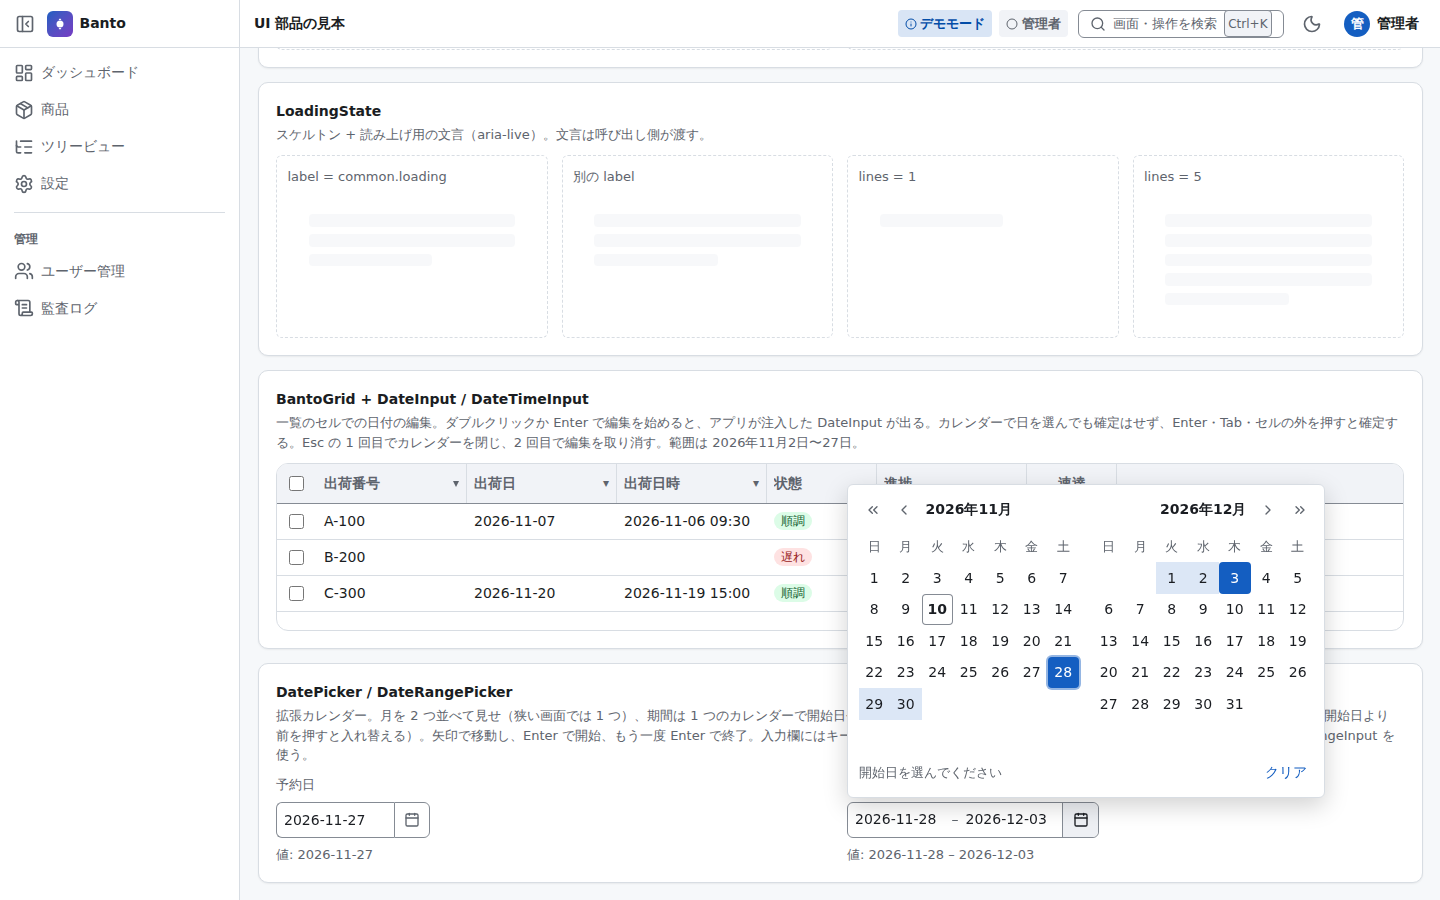 Banto
UI 部品の見本
デモモード
管理者
画面・操作を検索 Ctrl+K
管 管理者
ダッシュボード
商品
ツリービュー
設定
管理
ユーザー管理
監査ログ
LoadingState
スケルトン + 読み上げ用の文言（aria-live）。文言は呼び出し側が渡す。
label = common.loading
別の label
lines = 1
lines = 5
BantoGrid + DateInput / DateTimeInput
一覧のセルでの日付の編集。ダブルクリックか Enter で編集を始めると、アプリが注入した DateInput が出る。カレンダーで日を選んでも確定はせず、Enter・Tab・セルの外を押すと確定す
る。Esc の 1 回目でカレンダーを閉じ、2 回目で編集を取り消す。範囲は 2026年11月2日〜27日。
出荷番号 ▼ 出荷日 ▼ 出荷日時 ▼ 状態
A-100 2026-11-07 2026-11-06 09:30 順調
B-200 遅れ
C-300 2026-11-20 2026-11-19 15:00 順調
2026年11月 2026年12月
日 月 火 水 木 金 土 日 月 火 水 木 金 土
1 2 3 4 5 6 7 1 2 3 4 5
8 9 10 11 12 13 14 6 7 8 9 10 11 12
15 16 17 18 19 20 21 13 14 15 16 17 18 19
22 23 24 25 26 27 28 20 21 22 23 24 25 26
29 30 27 28 29 30 31
開始日を選んでください クリア
DatePicker / DateRangePicker
拡張カレンダー。月を 2 つ並べて見せ（狭い画面では 1 つ）、期間は 1 つのカレンダーで開始日 開始日より
前を押すと入れ替える）。矢印で移動し、Enter で開始、もう一度 Enter で終了。入力欄にはキー ngeInput を
使う。
予約日
2026-11-27
値: 2026-11-27
2026-11-28 – 2026-12-03
値: 2026-11-28 – 2026-12-03